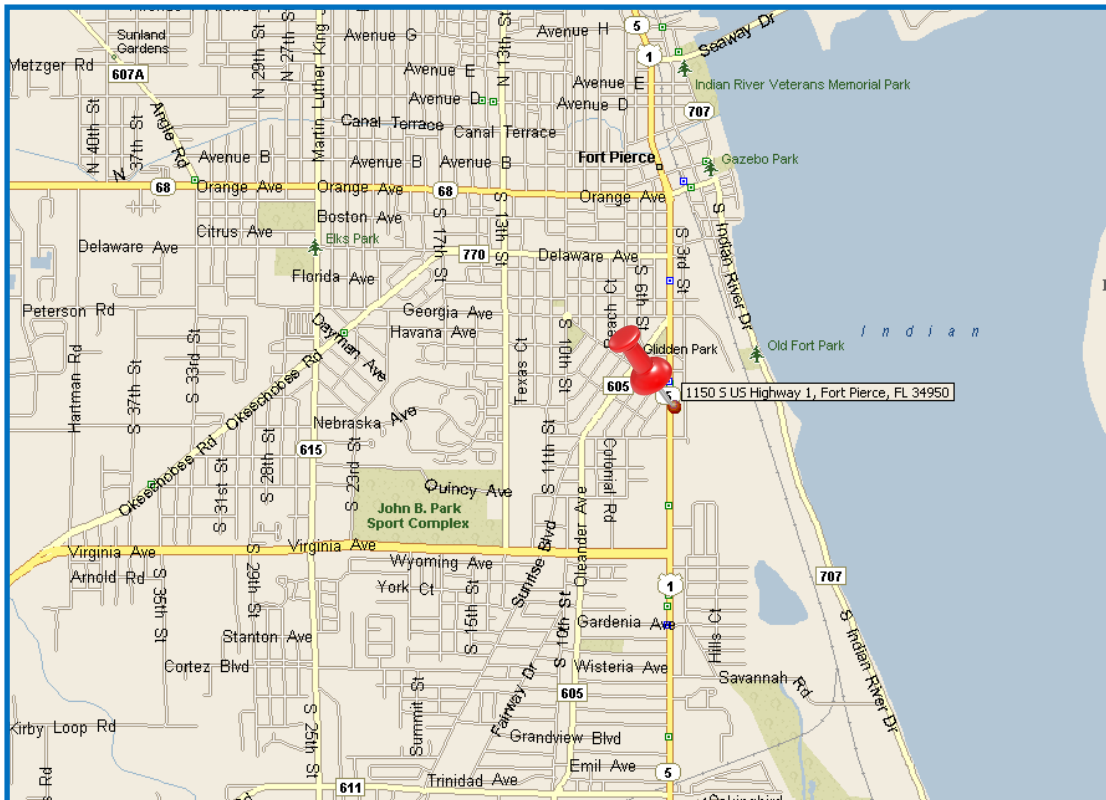 Avenue G
Avenue H
5
Sunland
Gardens
N 29th St
N 27th St
Martin Luther King
N 13th St
1
Seaway Dr
Metzger Rd
607A
Avenue E
Avenue E
Indian River Veterans Memorial Park
Avenue D
Avenue D
707
N 40th St
N 37th St
Angle Rd
Canal Terrace
Canal Terrace
Avenue B
Avenue B
Avenue B
Fort Pierce
Gazebo Park
N
68
Orange Ave
Orange Ave
68
Orange Ave
Boston Ave
S 17th St
S 13th St
S 3rd St
S Indian River Dr
Citrus Ave
Delaware Ave
Elks Park
770
Delaware Ave
Florida Ave
S 6th St
Peach Ct
Peterson Rd
Georgia Ave
S 33rd St
Dayman Ave
Havana Ave
Texas Ct
S 10th St
Indian
Glidden Park
Old Fort Park
Hartman Rd
S 37th St
Okeechobee Rd
605
5
1150 S US Highway 1, Fort Pierce, FL 34950
Nebraska Ave
615
S 28th St
S 23rd St
S 11th St
Colonial Rd
S 31st St
Okeechobee Rd
Quincy Ave
John B. Park
Sport Complex
Oleander Ave
Virginia Ave
Virginia Ave
Wyoming Ave
Sunrise Blvd
Arnold Rd
S 35th St
S 29th St
York Ct
S 15th St
1
707
S 10th St
Gardenia Ave
Hills Ct
S Indian River Dr
Stanton Ave
Cortez Blvd
Wisteria Ave
Savannah Rd
605
Fairway Dr
Summit St
S 25th St
Kirby Loop Rd
Grandview Blvd
Emil Ave
5
611
Trinidad Ave